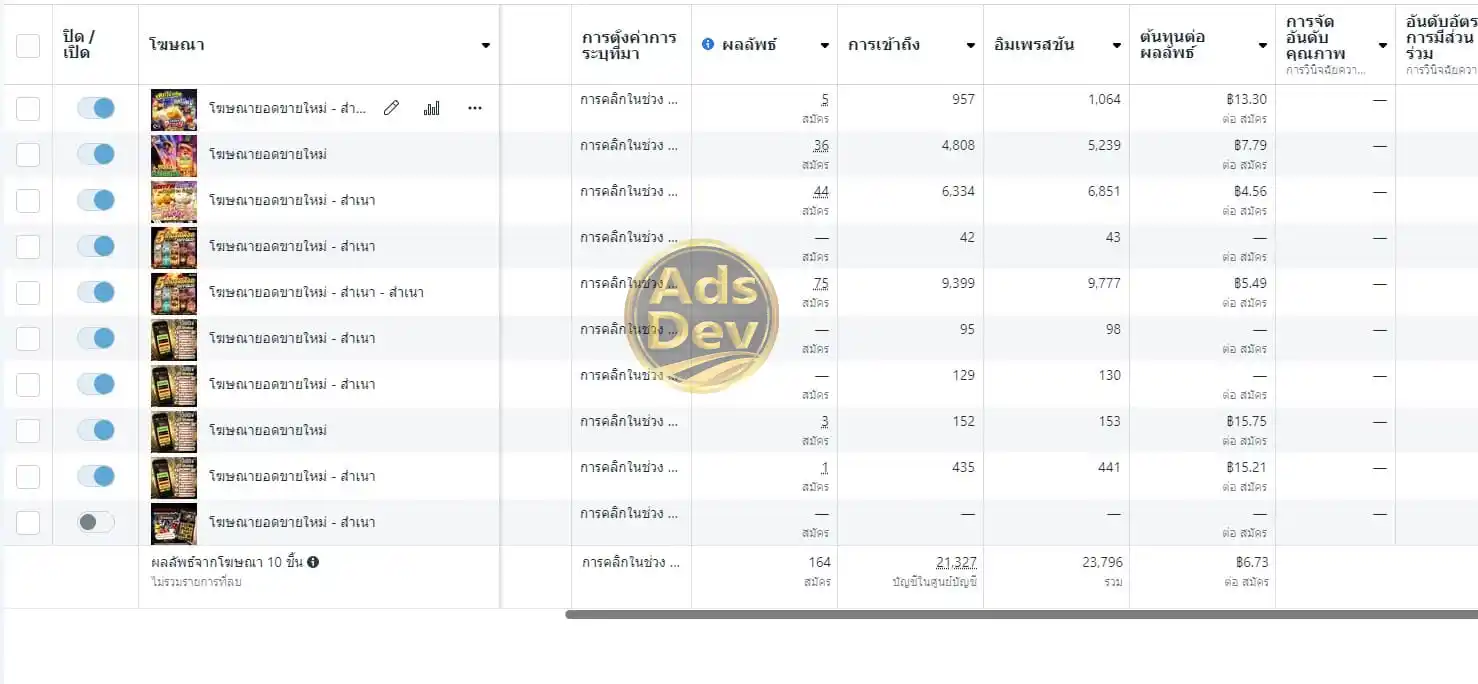 ปิด / เปิด
โฆษณา
การตั้งค่าการระบุที่มา
ผลลัพธ์
การเข้าถึง
อิมเพรสชัน
ต้นทุนต่อผลลัพธ์
การจัดอันดับคุณภาพ
การวินิจฉัยควา...
อันดับอัตรการมีส่วนร่วม
การวินิจฉัยควา
โฆษณายอดขายใหม่ - สำเ... การคลิกในช่วง ... 5 957 1,064 ฿13.30 —
สมัคร ต่อ สมัคร
โฆษณายอดขายใหม่ การคลิกในช่วง ... 36 4,808 5,239 ฿7.79 —
สมัคร ต่อ สมัคร
โฆษณายอดขายใหม่ - สำเนา การคลิกในช่วง ... 44 6,334 6,851 ฿4.56 —
สมัคร ต่อ สมัคร
โฆษณายอดขายใหม่ - สำเนา การคลิกในช่วง ... — 42 43 — —
สมัคร ต่อ สมัคร
โฆษณายอดขายใหม่ - สำเนา - สำเนา การคลิกในช่วง ... 75 9,399 9,777 ฿5.49 —
สมัคร ต่อ สมัคร
โฆษณายอดขายใหม่ - สำเนา การคลิกในช่วง ... — 95 98 — —
สมัคร ต่อ สมัคร
โฆษณายอดขายใหม่ - สำเนา การคลิกในช่วง ... — 129 130 — —
สมัคร ต่อ สมัคร
โฆษณายอดขายใหม่ การคลิกในช่วง ... 3 152 153 ฿15.75 —
สมัคร ต่อ สมัคร
โฆษณายอดขายใหม่ - สำเนา การคลิกในช่วง ... 1 435 441 ฿15.21 —
สมัคร ต่อ สมัคร
โฆษณายอดขายใหม่ - สำเนา การคลิกในช่วง ... — — — — —
สมัคร ต่อ สมัคร
ผลลัพธ์จากโฆษณา 10 ชิ้น การคลิกในช่วง ... 164 21,327 23,796 ฿6.73
ไม่รวมรายการที่ลบ สมัคร บัญชีในศูนย์บัญชี รวม ต่อ สมัคร
Ads
Dev